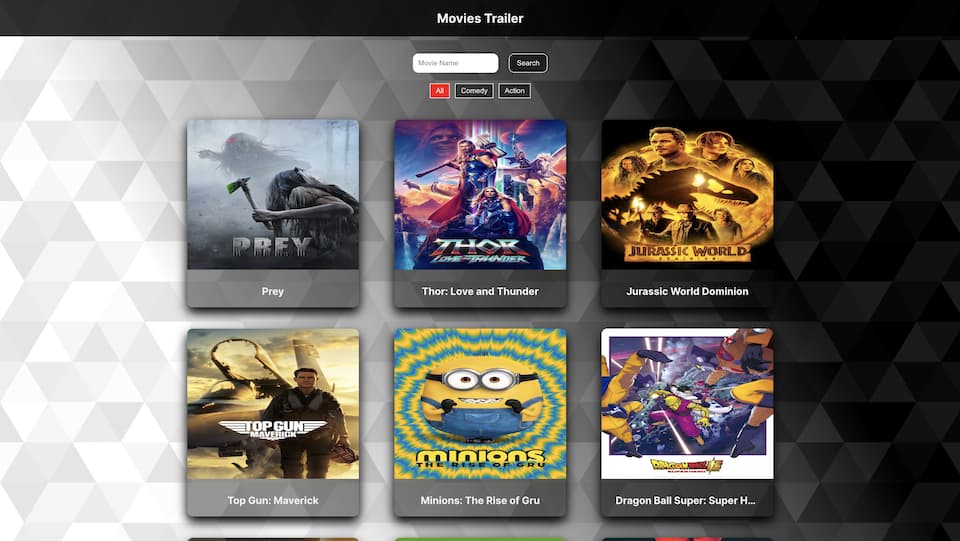 Movies Trailer
Movie Name
Search
All
Comedy
Action
PREY
THOR
LOVE AND THUNDER
JURASSIC WORLD
DOMINION
Prey
Thor: Love and Thunder
Jurassic World Dominion
TOP GUN
MAVERICK
MINIONS
THE RISE OF GRU
DRAGON BALL SUPER
Top Gun: Maverick
Minions: The Rise of Gru
Dragon Ball Super: Super H...